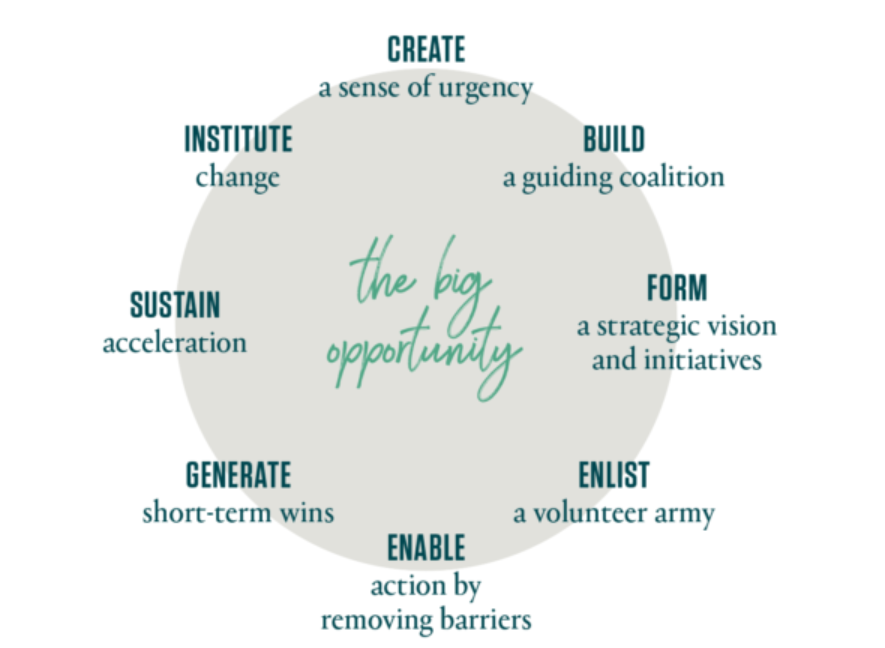 CREATE
a sense of urgency
BUILD
a guiding coalition
FORM
a strategic vision
and initiatives
ENLIST
a volunteer army
ENABLE
action by
removing barriers
GENERATE
short-term wins
SUSTAIN
acceleration
INSTITUTE
change
the big
opportunity